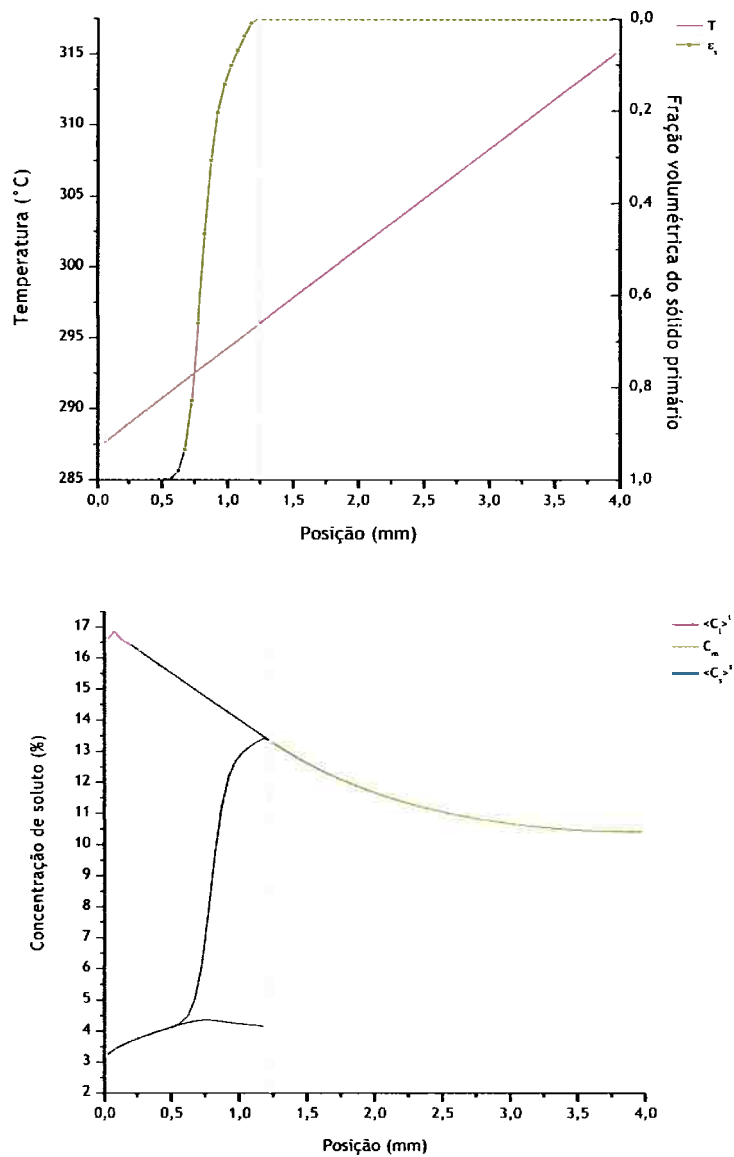 T
ε_s
315
310
305
300
295
290
285
Temperatura (°C)
0,0
0,2
0,4
0,6
0,8
1,0
Fração volumétrica do sólido primário
0,0 0,5 1,0 1,5 2,0 2,5 3,0 3,5 4,0
Posição (mm)
<C_l>^l
C_m
<C_s>^s
17
16
15
14
13
12
11
10
9
8
7
6
5
4
3
2
Concentração de soluto (%)
0,0 0,5 1,0 1,5 2,0 2,5 3,0 3,5 4,0
Posição (mm)